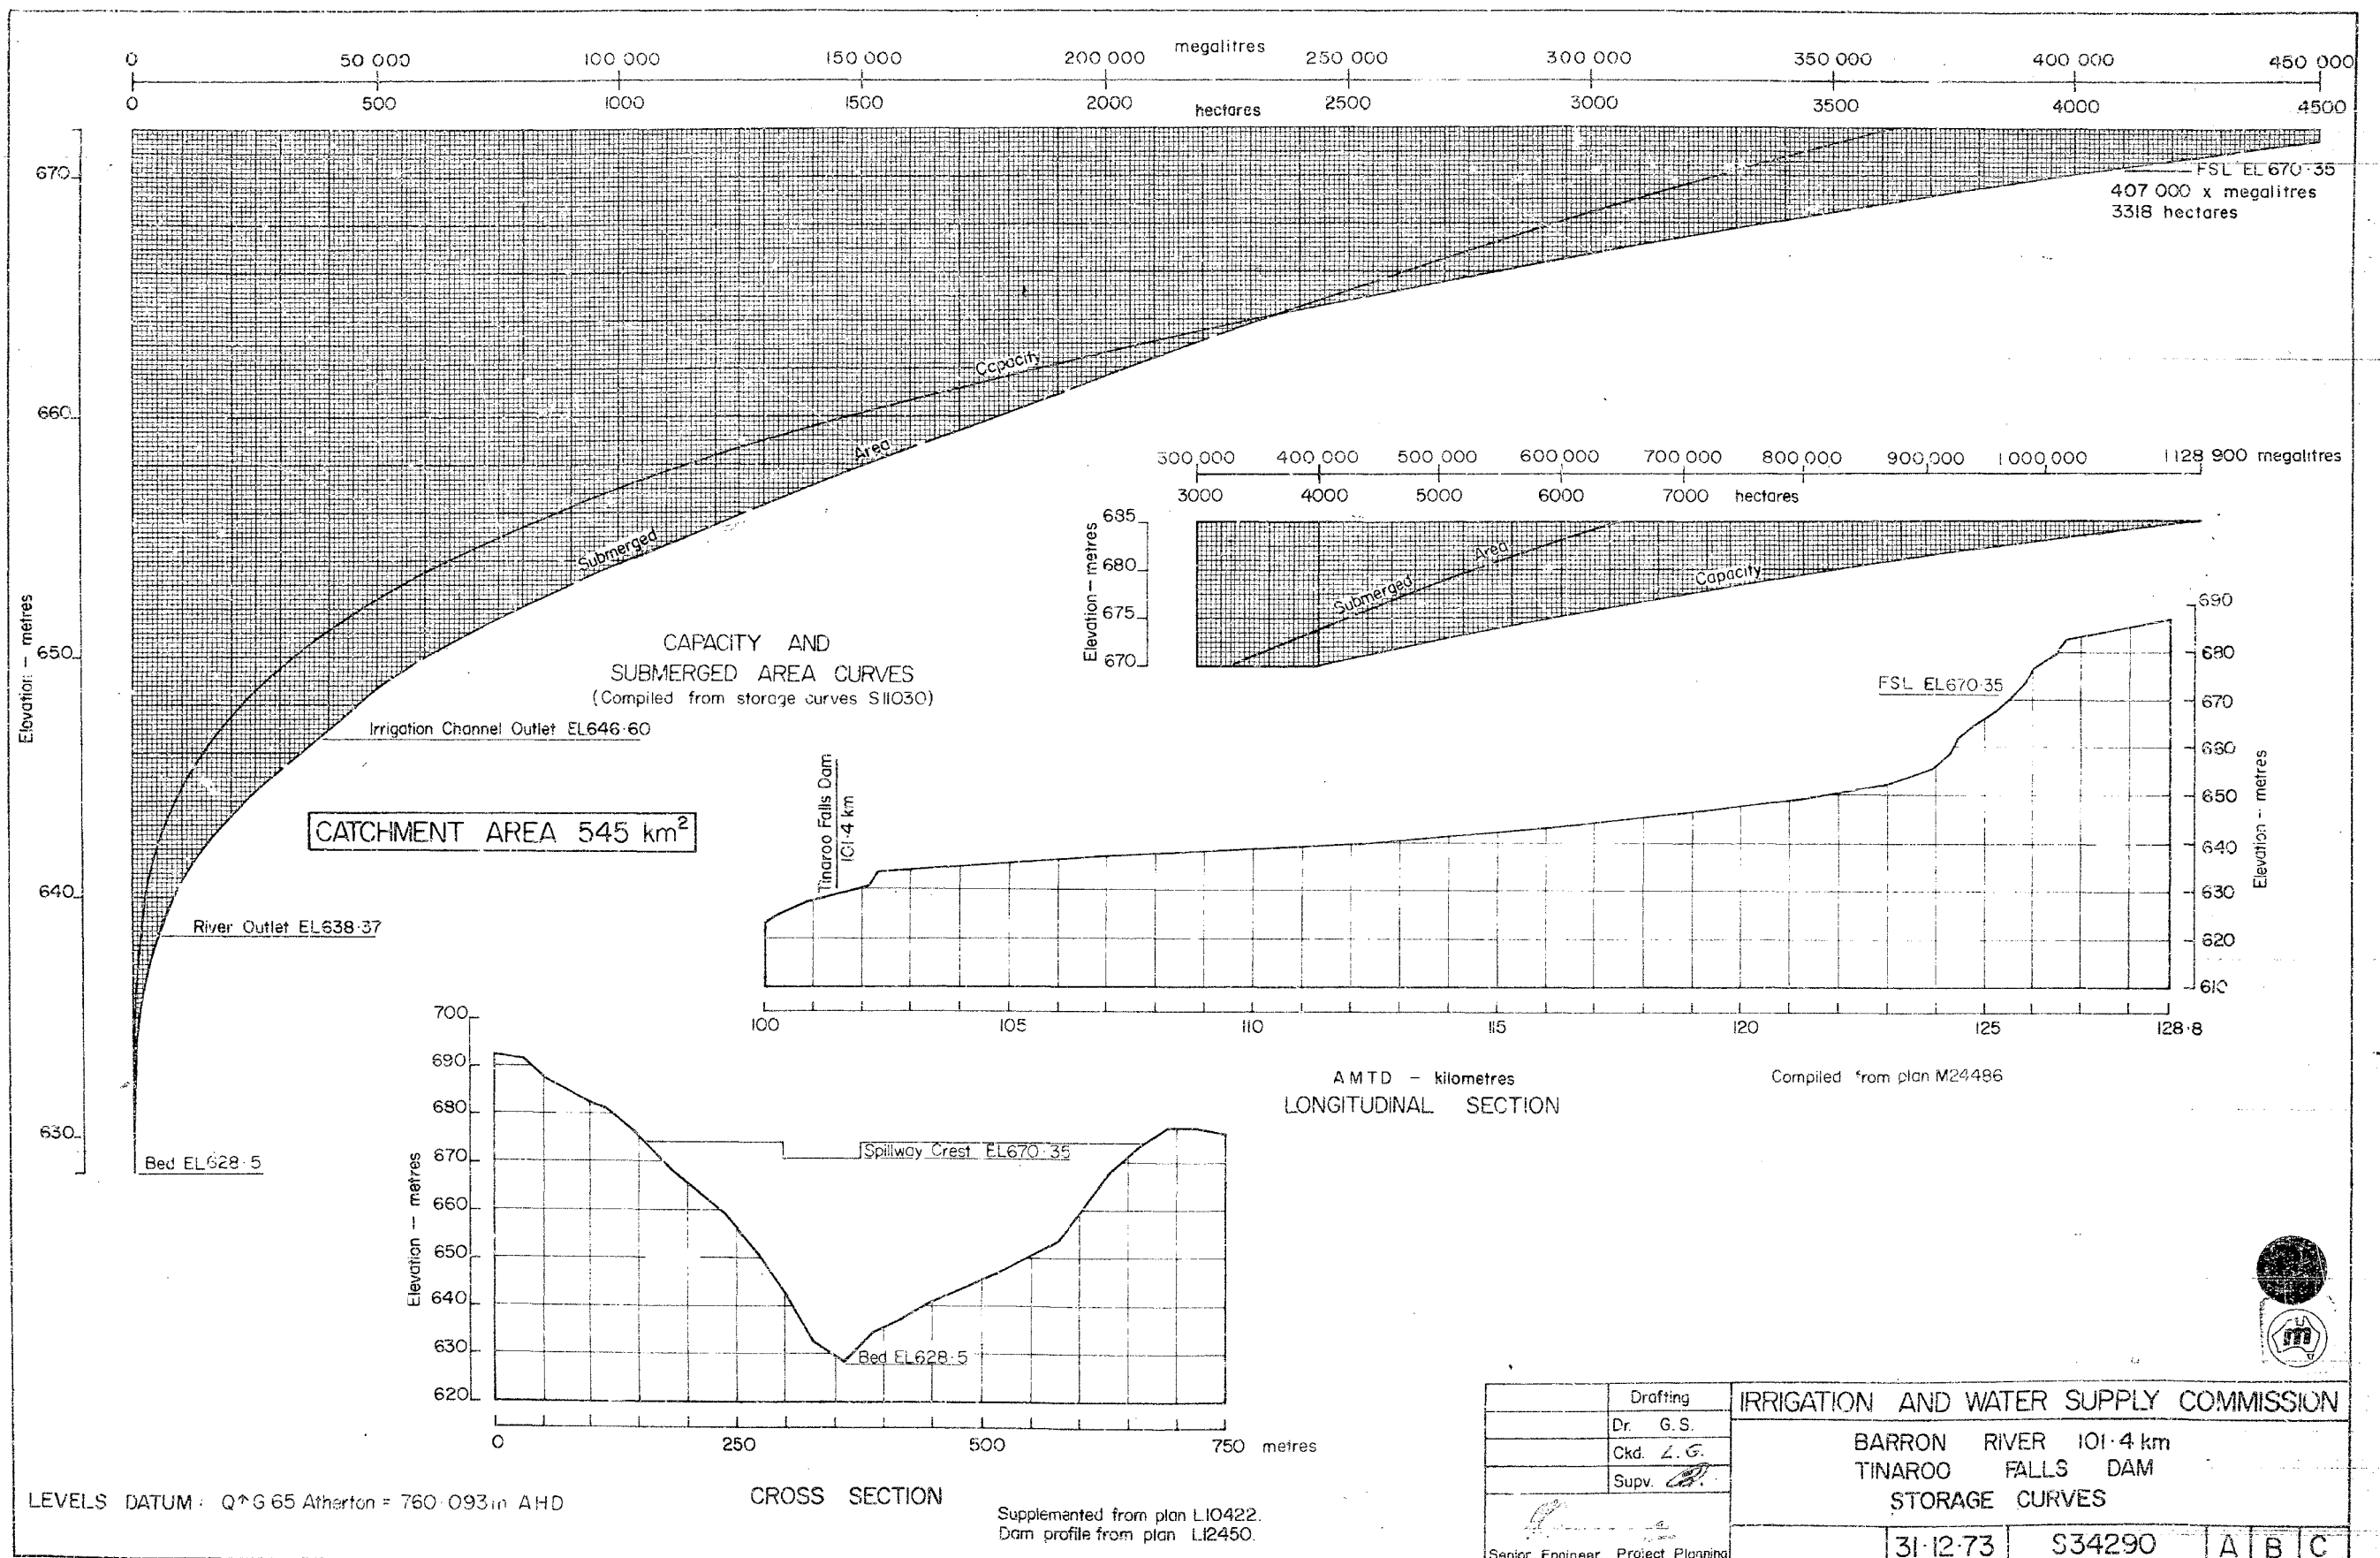 megalitres
0 50 000 100 000 150 000 200 000 250 000 300 000 350 000 400 000 450 000
0 500 1000 1500 2000 2500 3000 3500 4000 4500
hectares
670
660
650
640
630
Elevation - metres
FSL EL 670·35
407 000 x megalitres
3318 hectares
Capacity
Area
Submerged
CAPACITY AND
SUBMERGED AREA CURVES
(Compiled from storage curves S11030)
Irrigation Channel Outlet EL646·60
CATCHMENT AREA 545 km²
River Outlet EL638·37
Bed EL628·5
300 000 400 000 500 000 600 000 700 000 800 000 900 000 1 000 000 1 128 900 megalitres
3000 4000 5000 6000 7000 hectares
685
680
675
670
Elevation - metres
Submerged Area
Capacity
FSL EL670·35
690
680
670
660
650
640
630
620
610
Elevation - metres
Tinaroo Falls Dam
101·4 km
100 105 110 115 120 125 128·8
AMTD - kilometres
LONGITUDINAL SECTION
Compiled from plan M24486
700
690
680
670
660
650
640
630
620
Elevation - metres
Spillway Crest EL670·35
Bed EL628·5
0 250 500 750 metres
CROSS SECTION
Supplemented from plan L10422.
Dam profile from plan L12450.
LEVELS DATUM: 65 Atherton = 760·093 AHD
Drafting
Dr. G.S.
Ckd. L.G.
Supv.
Senior Engineer Project Planning
IRRIGATION AND WATER SUPPLY COMMISSION
BARRON RIVER 101·4 km
TINAROO FALLS DAM
STORAGE CURVES
31·12·73 S34290 A B C
m